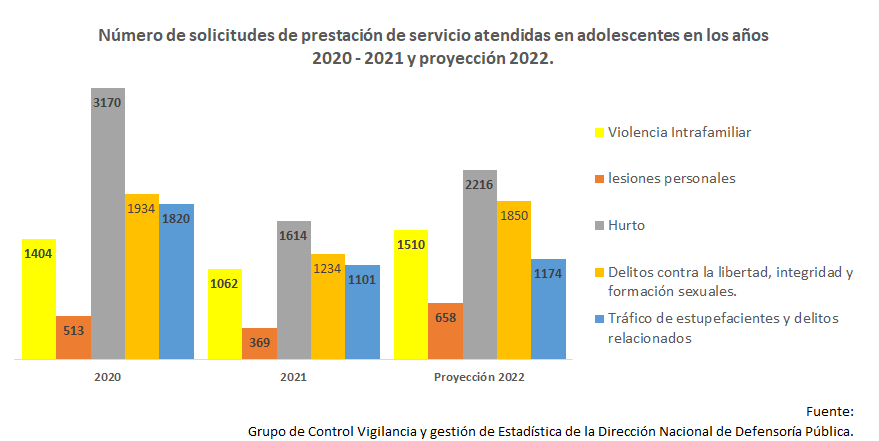 Número de solicitudes de prestación de servicio atendidas en adolescentes en los años
2020 - 2021 y proyección 2022.
3170
1934
1820
1404
513
1614
1234
1101
1062
369
2216
1850
1510
1174
658
2020
2021
Proyección 2022
Violencia Intrafamiliar
lesiones personales
Hurto
Delitos contra la libertad, integridad y
formación sexuales.
Tráfico de estupefacientes y delitos
relacionados
Fuente:
Grupo de Control Vigilancia y gestión de Estadística de la Dirección Nacional de Defensoría Pública.